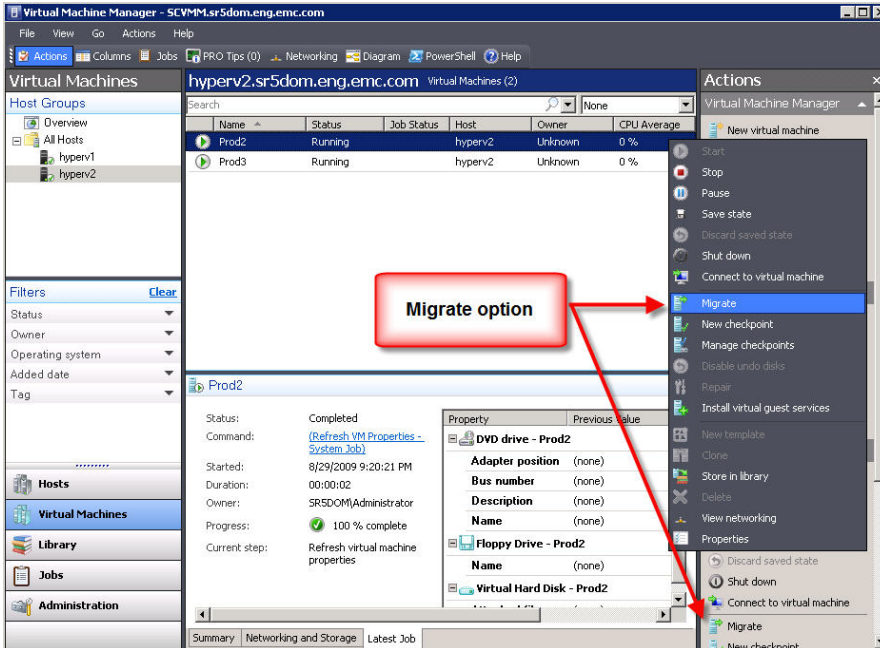 Virtual Machine Manager - SCVMM.sr5dom.eng.emc.com
File View Go Actions Help
Actions Columns Jobs PRO Tips (0) Networking Diagram PowerShell Help
Virtual Machines
Host Groups
Overview
All Hosts
hyperv1
hyperv2
Filters Clear
Status
Owner
Operating system
Added date
Tag
Hosts
Virtual Machines
Library
Jobs
Administration
hyperv2.sr5dom.eng.emc.com Virtual Machines (2)
Search None
Name Status Job Status Host Owner CPU Average
Prod2 Running hyperv2 Unknown 0 %
Prod3 Running hyperv2 Unknown 0 %
Migrate option
Prod2
Status: Completed
Command: (Refresh VM Properties -
System Job)
Started: 8/29/2009 9:20:21 PM
Duration: 00:00:02
Owner: SR5DOM\Administrator
Progress: 100 % complete
Current step: Refresh virtual machine
properties
Property Previous Value
DVD drive - Prod2
Adapter position (none)
Bus number (none)
Description (none)
Name (none)
Floppy Drive - Prod2
Name (none)
Virtual Hard Disk - Prod2
Summary Networking and Storage Latest Job
Actions
Virtual Machine Manager
New virtual machine
Start
Stop
Pause
Save state
Discard saved state
Shut down
Connect to virtual machine
Migrate
New checkpoint
Manage checkpoints
Disable undo disks
Repair
Install virtual guest services
New template
Clone
Store in library
Delete
View networking
Properties
Discard saved state
Shut down
Connect to virtual machine
Migrate
New checkpoint